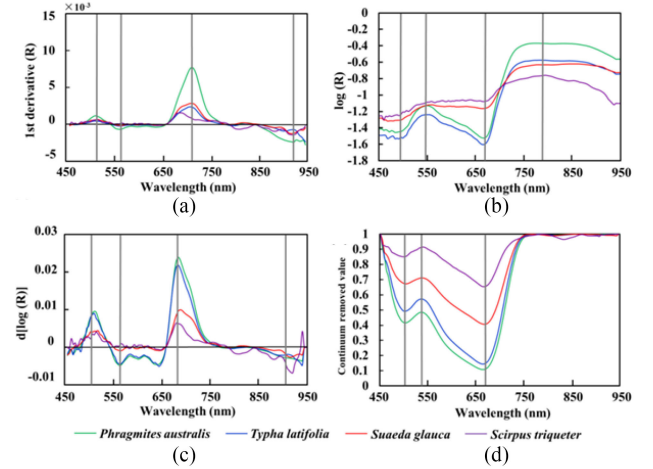 ×10⁻³
15
10
5
0
-5
1st derivative (R)
450 550 650 750 850 950
Wavelength (nm)
(a)
0
-0.2
-0.4
-0.6
-0.8
-1
-1.2
-1.4
-1.6
-1.8
log (R)
450 550 650 750 850 950
Wavelength (nm)
(b)
0.03
0.02
0.01
0
-0.01
d[log (R)]
450 550 650 750 850 950
Wavelength (nm)
1
0.9
0.8
0.7
0.6
0.5
0.4
0.3
0.2
0.1
0
Continuum removed value
450 550 650 750 850 950
Wavelength (nm)
Phragmites australis Typha latifolia Suaeda glauca Scirpus triqueter
(c) (d)